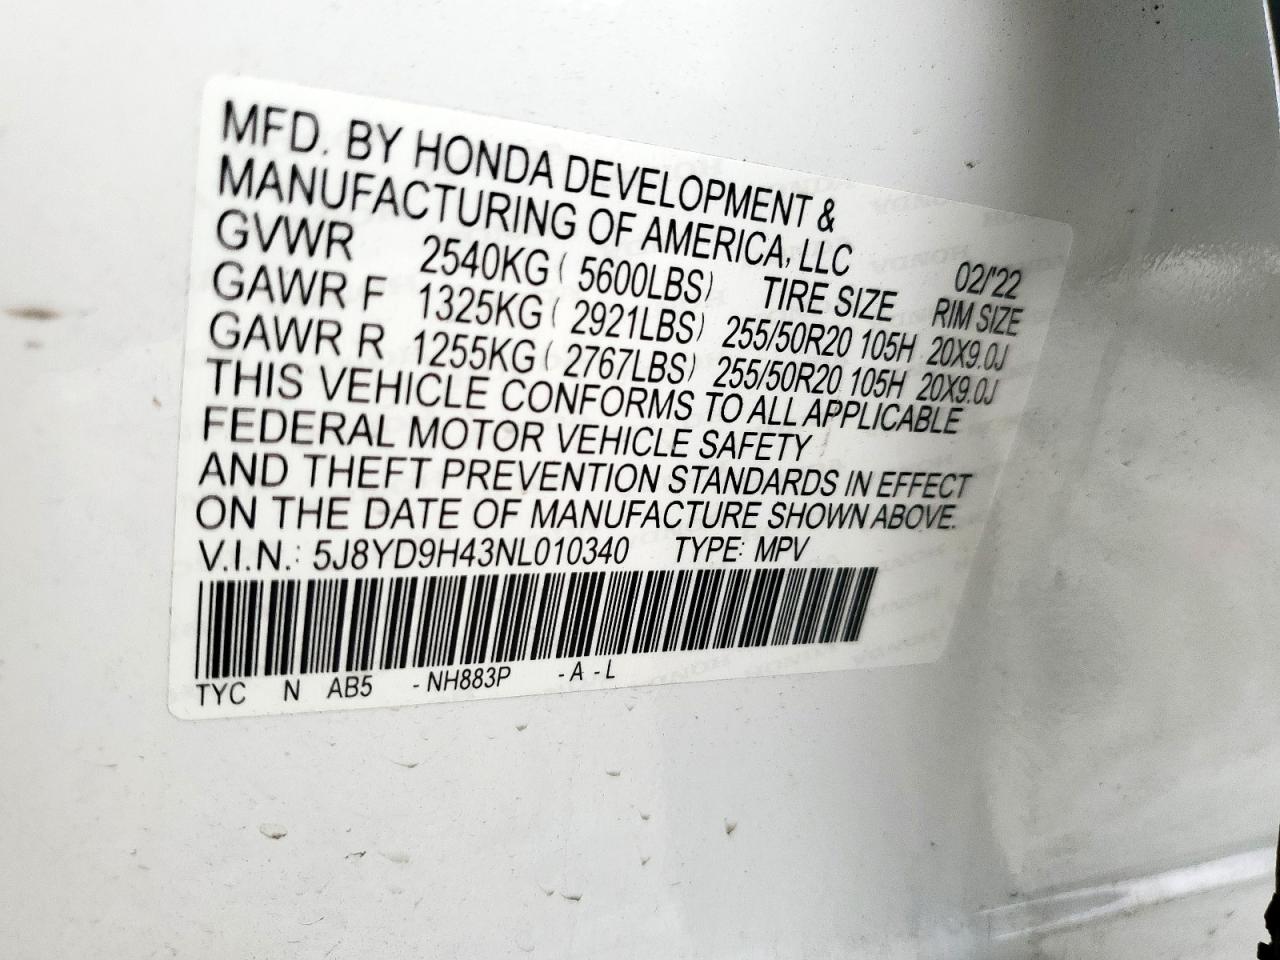 MFD. BY HONDA DEVELOPMENT &
MANUFACTURING OF AMERICA, LLC 02/'22
GVWR 2540KG ( 5600LBS) TIRE SIZE RIM SIZE
GAWR F 1325KG ( 2921LBS) 255/50R20 105H 20X9.0J
GAWR R 1255KG ( 2767LBS) 255/50R20 105H 20X9.0J
THIS VEHICLE CONFORMS TO ALL APPLICABLE
FEDERAL MOTOR VEHICLE SAFETY
AND THEFT PREVENTION STANDARDS IN EFFECT
ON THE DATE OF MANUFACTURE SHOWN ABOVE.
V.I.N.: 5J8YD9H43NL010340 TYPE: MPV
TYC N AB5 -NH883P -A -L